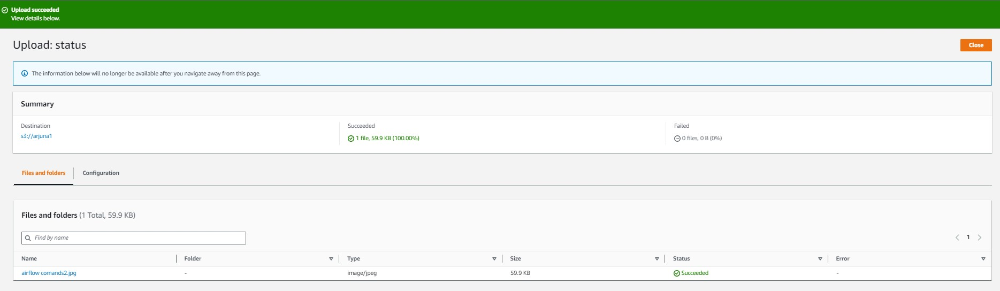 Upload succeeded
View details below.
Upload: status
Close
The information below will no longer be available after you navigate away from this page.
Summary
Destination
s3://arjuna1
Succeeded
1 file, 59.9 KB (100.00%)
Failed
0 files, 0 B (0%)
Files and folders
Configuration
Files and folders (1 Total, 59.9 KB)
Find by name
1
Name Folder Type Size Status Error
airflow comands2.jpg - image/jpeg 59.9 KB Succeeded -